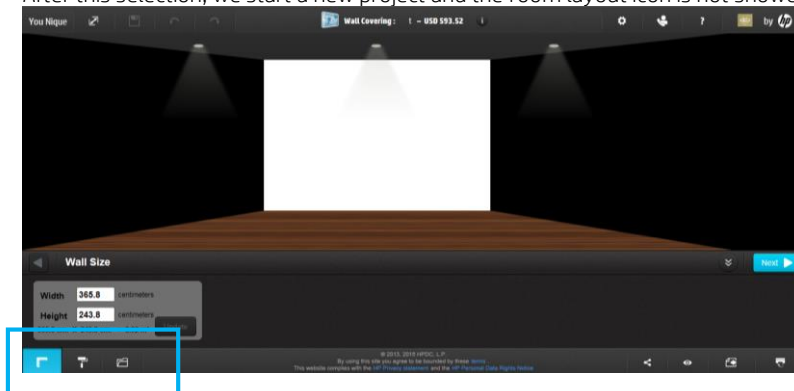 After this selection, we start a new project and the room layout icon is not showe
You Nique
Wall Covering: 1 - USD 593.52 i
? by hp
Wall Size
Next
Width 365.8 centimeters
Height 243.8 centimeters
© 2013, 2015 HPDC, L.P.
By using this site you agree to be bounded by these terms.
This website complies with the HP Privacy statement and the HP Personal Data Rights Notice